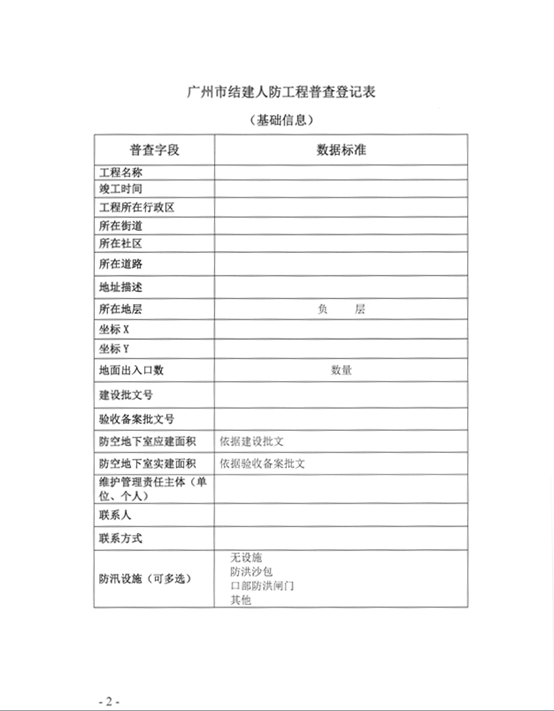 广州市结建人防工程普查登记表
（基础信息）
普查字段 数据标准
工程名称
竣工时间
工程所在行政区
所在街道
所在社区
所在道路
地址描述
所在地层 负 层
坐标 X
坐标 Y
地面出入口数 数量
建设批文号
验收备案批文号
防空地下室应建面积 依据建设批文
防空地下室实建面积 依据验收备案批文
维护管理责任主体（单
位、个人）
联系人
联系方式
防汛设施（可多选） 无设施
防洪沙包
口部防洪闸门
其他
- 2 -